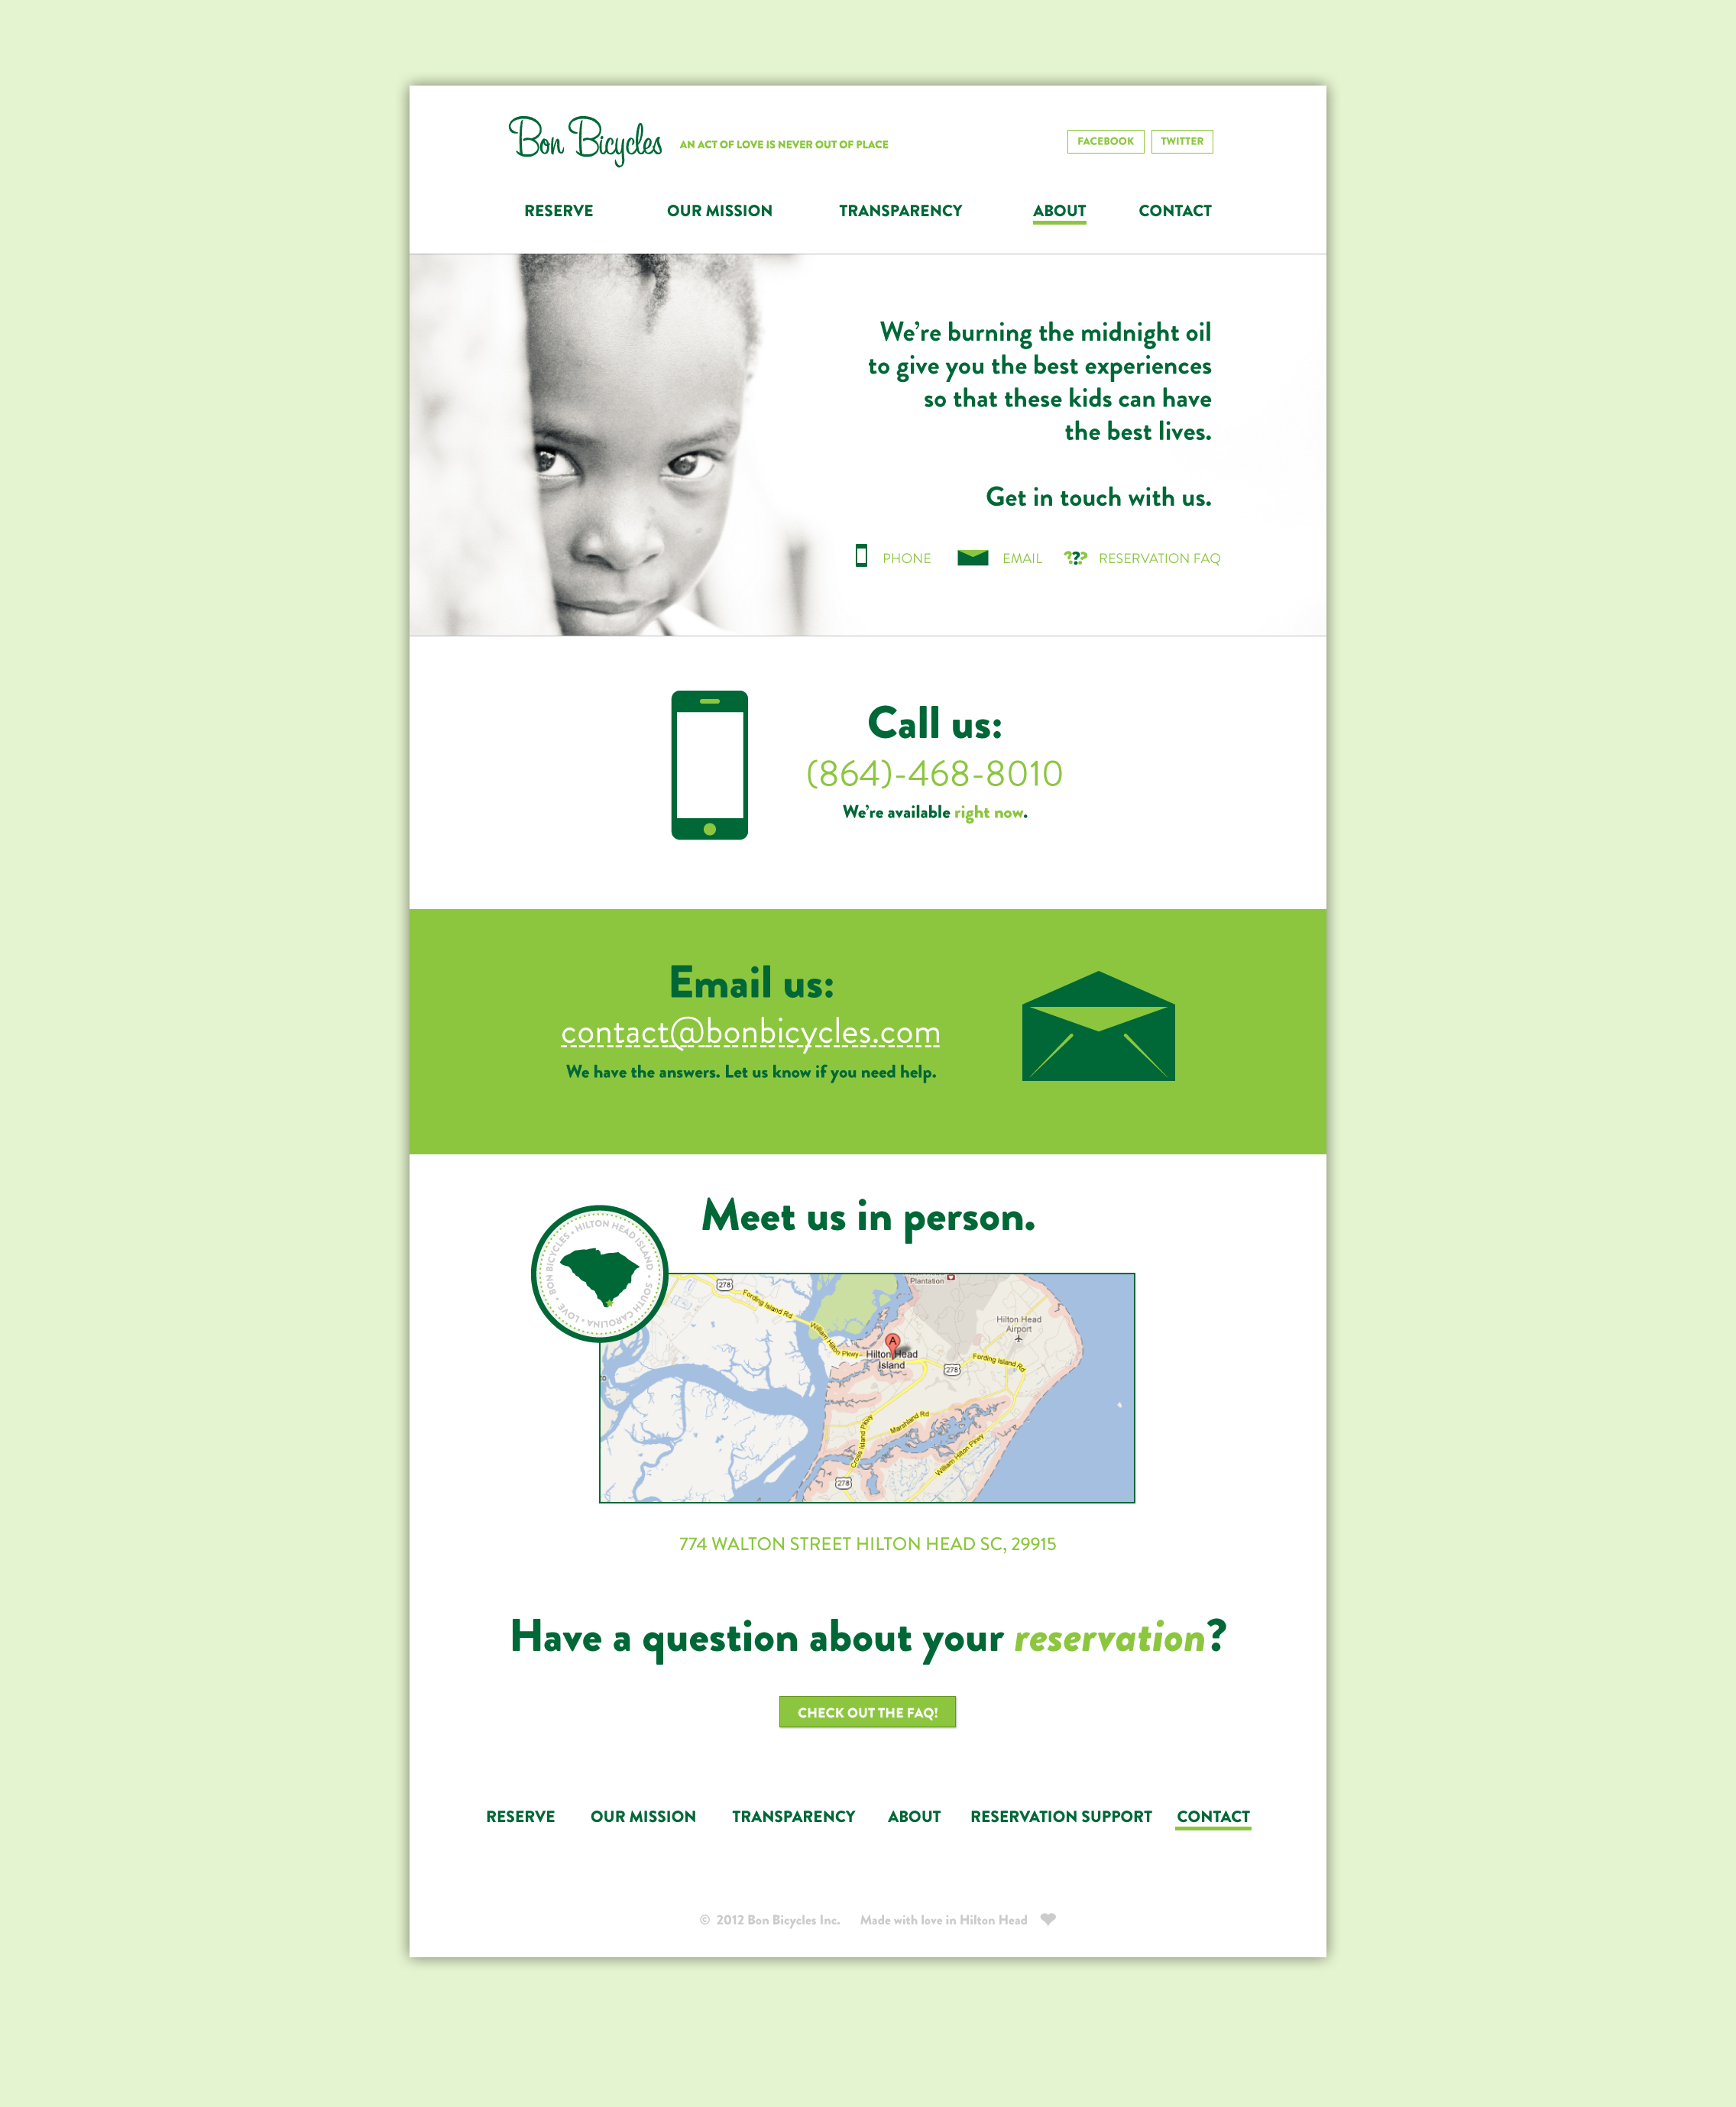 Bon Bicycles
AN ACT OF LOVE IS NEVER OUT OF PLACE
FACEBOOK
TWITTER
RESERVE
OUR MISSION
TRANSPARENCY
ABOUT
CONTACT
We're burning the midnight oil
to give you the best experiences
so that these kids can have
the best lives.
Get in touch with us.
PHONE
EMAIL
??? RESERVATION FAQ
Call us:
(864)-468-8010
We're available right now.
Email us:
contact@bonbicycles.com
We have the answers. Let us know if you need help.
Meet us in person.
BON BICYCLES • HILTON HEAD ISLAND • SOUTH CAROLINA • LOVE •
278
Fording Island Rd
William Hilton Pkwy
Plantation
Hilton Head
Airport
A
Hilton Head
Island
278
Fording Island Rd
to
Marshland Rd
Cross Island Pkwy
William Hilton Pkwy
278
774 WALTON STREET HILTON HEAD SC, 29915
Have a question about your reservation?
CHECK OUT THE FAQ!
RESERVE
OUR MISSION
TRANSPARENCY
ABOUT
RESERVATION SUPPORT
CONTACT
© 2012 Bon Bicycles Inc.
Made with love in Hilton Head